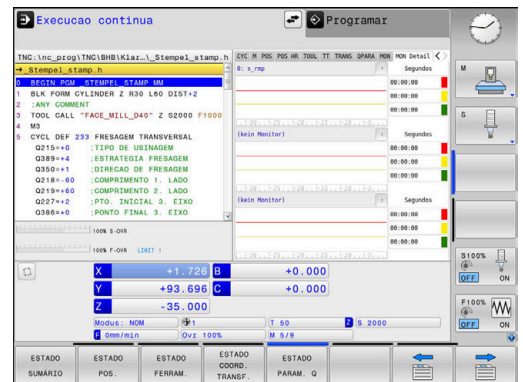 Execucao continua
Programar
TNC:\nc_prog\TNC\BHB\Klar…\_Stempel_stamp.h
CYC M POS POS HR TOOL TT TRANS QPARA MON MON Detail
→_Stempel_stamp.h
0: s_rmp
Segundos
0 BEGIN PGM _STEMPEL_STAMP MM
00:00:00
1 BLK FORM CYLINDER Z R30 L60 DIST+2
00:00:00
2 ;ANY COMMENT
00:00:00
3 TOOL CALL "FACE_MILL_D40" Z S2000 F1000
4 M3
5 CYCL DEF 233 FRESAGEM TRANSVERSAL
(kein Monitor)
Segundos
Q215=+0 ;TIPO DE USINAGEM
00:00:00
Q389=+4 ;ESTRATEGIA FRESAGEM
00:00:00
Q350=+1 ;DIRECAO DE FRESAGEM
00:00:00
Q218=-60 ;COMPRIMENTO 1. LADO
Q219=+60 ;COMPRIMENTO 2. LADO
Q227=+2 ;PTO. INICIAL 3. EIXO
(kein Monitor)
Segundos
Q386=+0 ;PONTO FINAL 3. EIXO
00:00:00
00:00:00
00:00:00
100% S-OVR
100% F-OVR LIMIT 1
X +1.726 B +0.000
Y +93.696 C +0.000
Z -35.000
Modus: NOM 1 T 50 Z S 2000
F 0mm/min Ovr 100% M 5/9
M
S
S100%
OFF ON
F100%
OFF ON
ESTADO SUMÁRIO
ESTADO POS.
ESTADO FERRAM.
ESTADO COORD. TRANSF.
ESTADO PARAM. Q